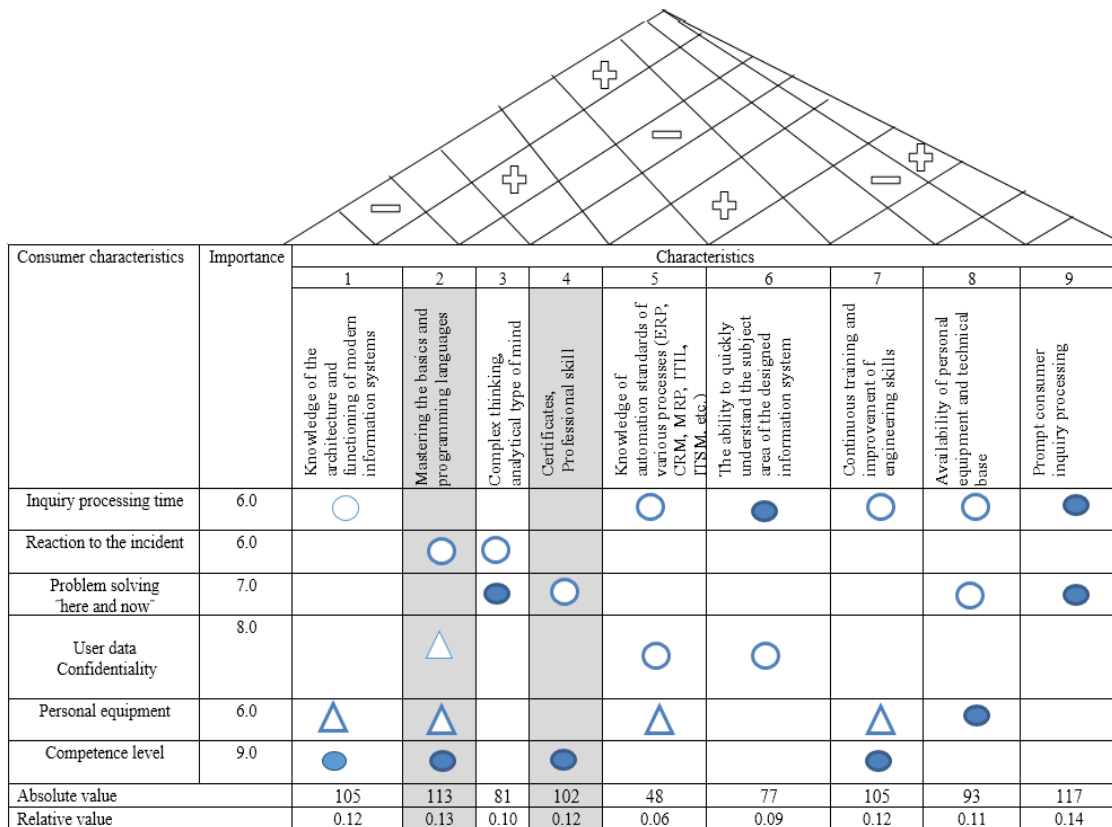 Consumer characteristics
Importance
Characteristics
1 2 3 4 5 6 7 8 9
Knowledge of the
architecture and
functioning of modern
information systems
Mastering the basics and
programming languages
Complex thinking,
analytical type of mind
Certificates,
Professional skill
Knowledge of
automation standards of
various processes (ERP,
CRM, MRP, ITIL,
ITSM, etc.)
The ability to quickly
understand the subject
area of the designed
information system
Continuous training and
improvement of
engineering skills
Availability of personal
equipment and technical
base
Prompt consumer
inquiry processing
Inquiry processing time 6.0
Reaction to the incident 6.0
Problem solving 7.0
"here and now"
8.0
User data
Confidentiality
Personal equipment 6.0
Competence level 9.0
Absolute value 105 113 81 102 48 77 105 93 117
Relative value 0.12 0.13 0.10 0.12 0.06 0.09 0.12 0.11 0.14